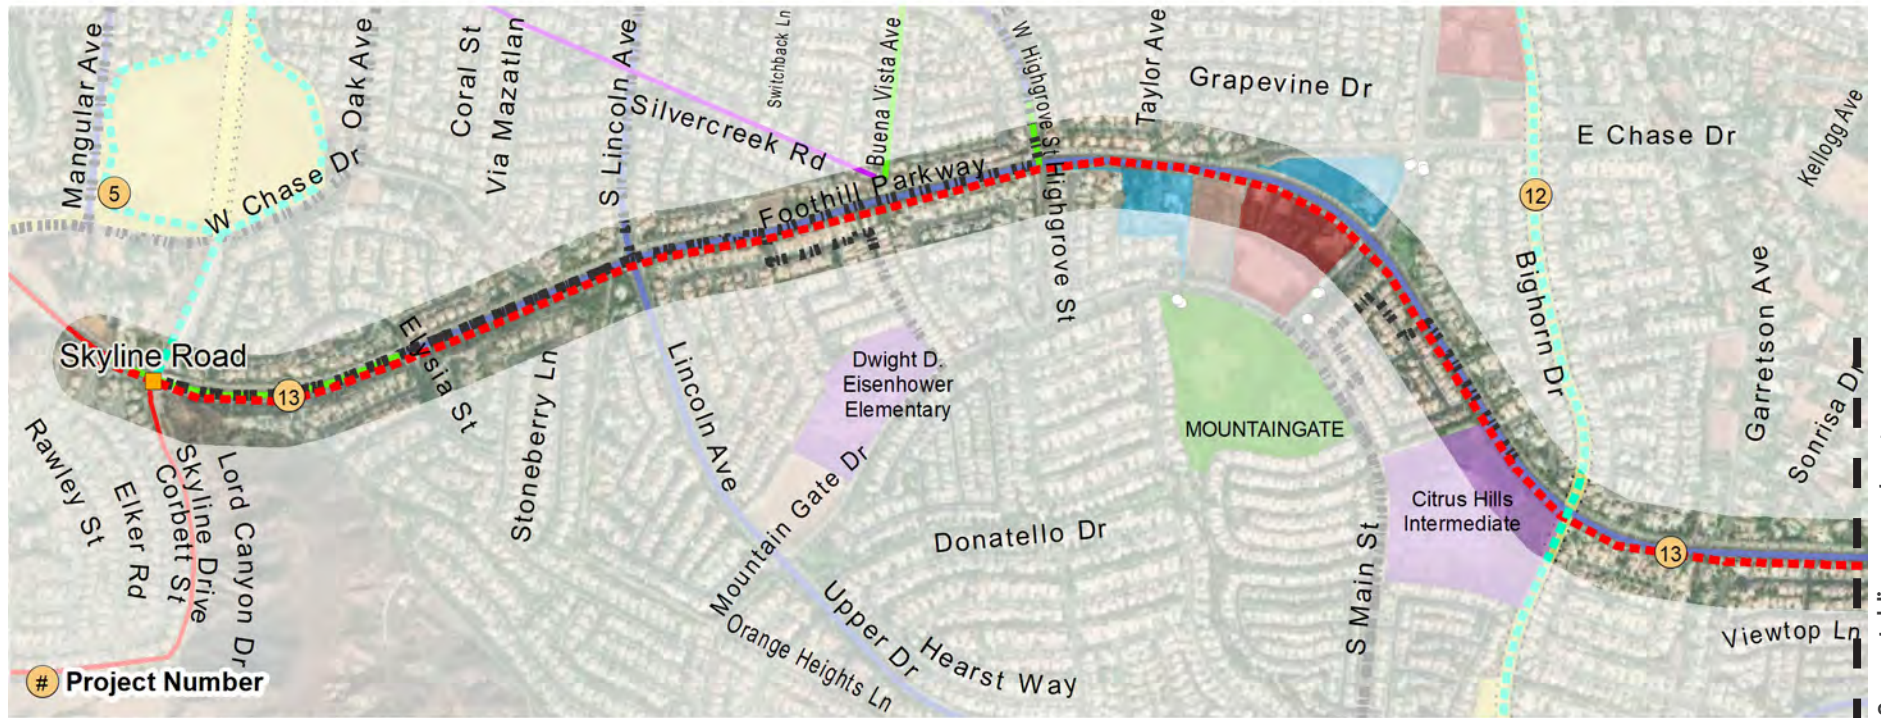 Mangular Ave
Oak Ave
Coral St
Via Mazatlan
S Lincoln Ave
Switchback Ln
Buena Vista Ave
W Highgrove St
Taylor Ave
Grapevine Dr
E Chase Dr
Kellogg Ave
Silvercreek Rd
5
12
W Chase Dr
Foothill Parkway
Highgrove St
Bighorn Dr
Garretson Ave
Sonrisa Dr
Skyline Road
13
Elysia St
Stoneberry Ln
Lincoln Ave
Dwight D.
Eisenhower
Elementary
MOUNTAINGATE
Rawley St
Elker Rd
Corbett St
Skyline Drive
Lord Canyon Dr
Mountain Gate Dr
Donatello Dr
Citrus Hills
Intermediate
S Main St
13
Upper Dr
Hearst Way
Orange Heights Ln
Viewtop Ln
# Project Number